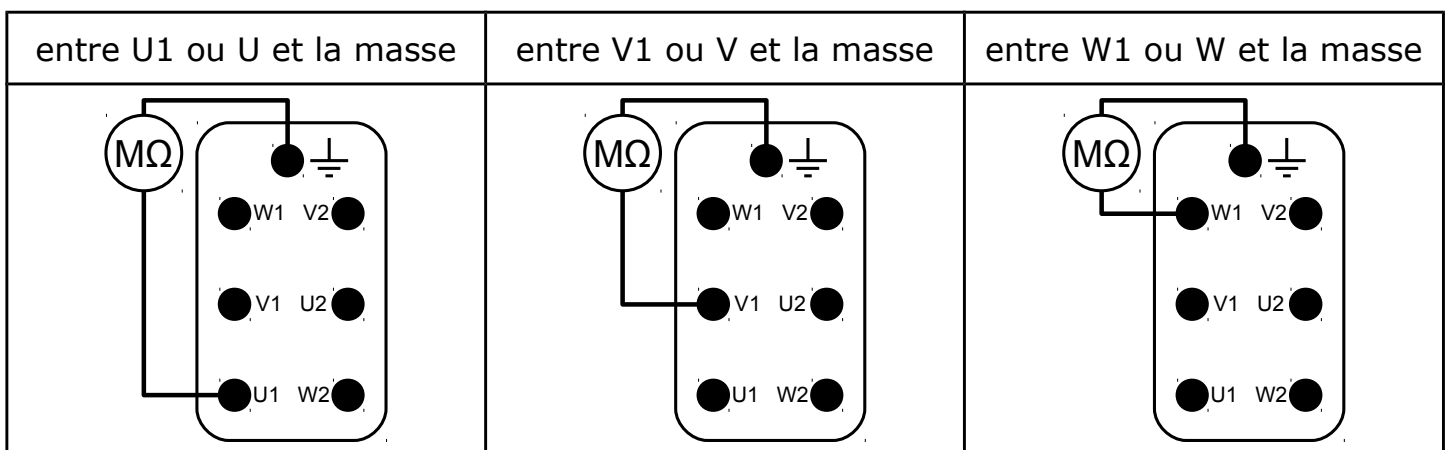 entre U1 ou U et la masse
entre V1 ou V et la masse
entre W1 ou W et la masse
MΩ
W1 V2
V1 U2
U1 W2
MΩ
W1 V2
V1 U2
U1 W2
MΩ
W1 V2
V1 U2
U1 W2